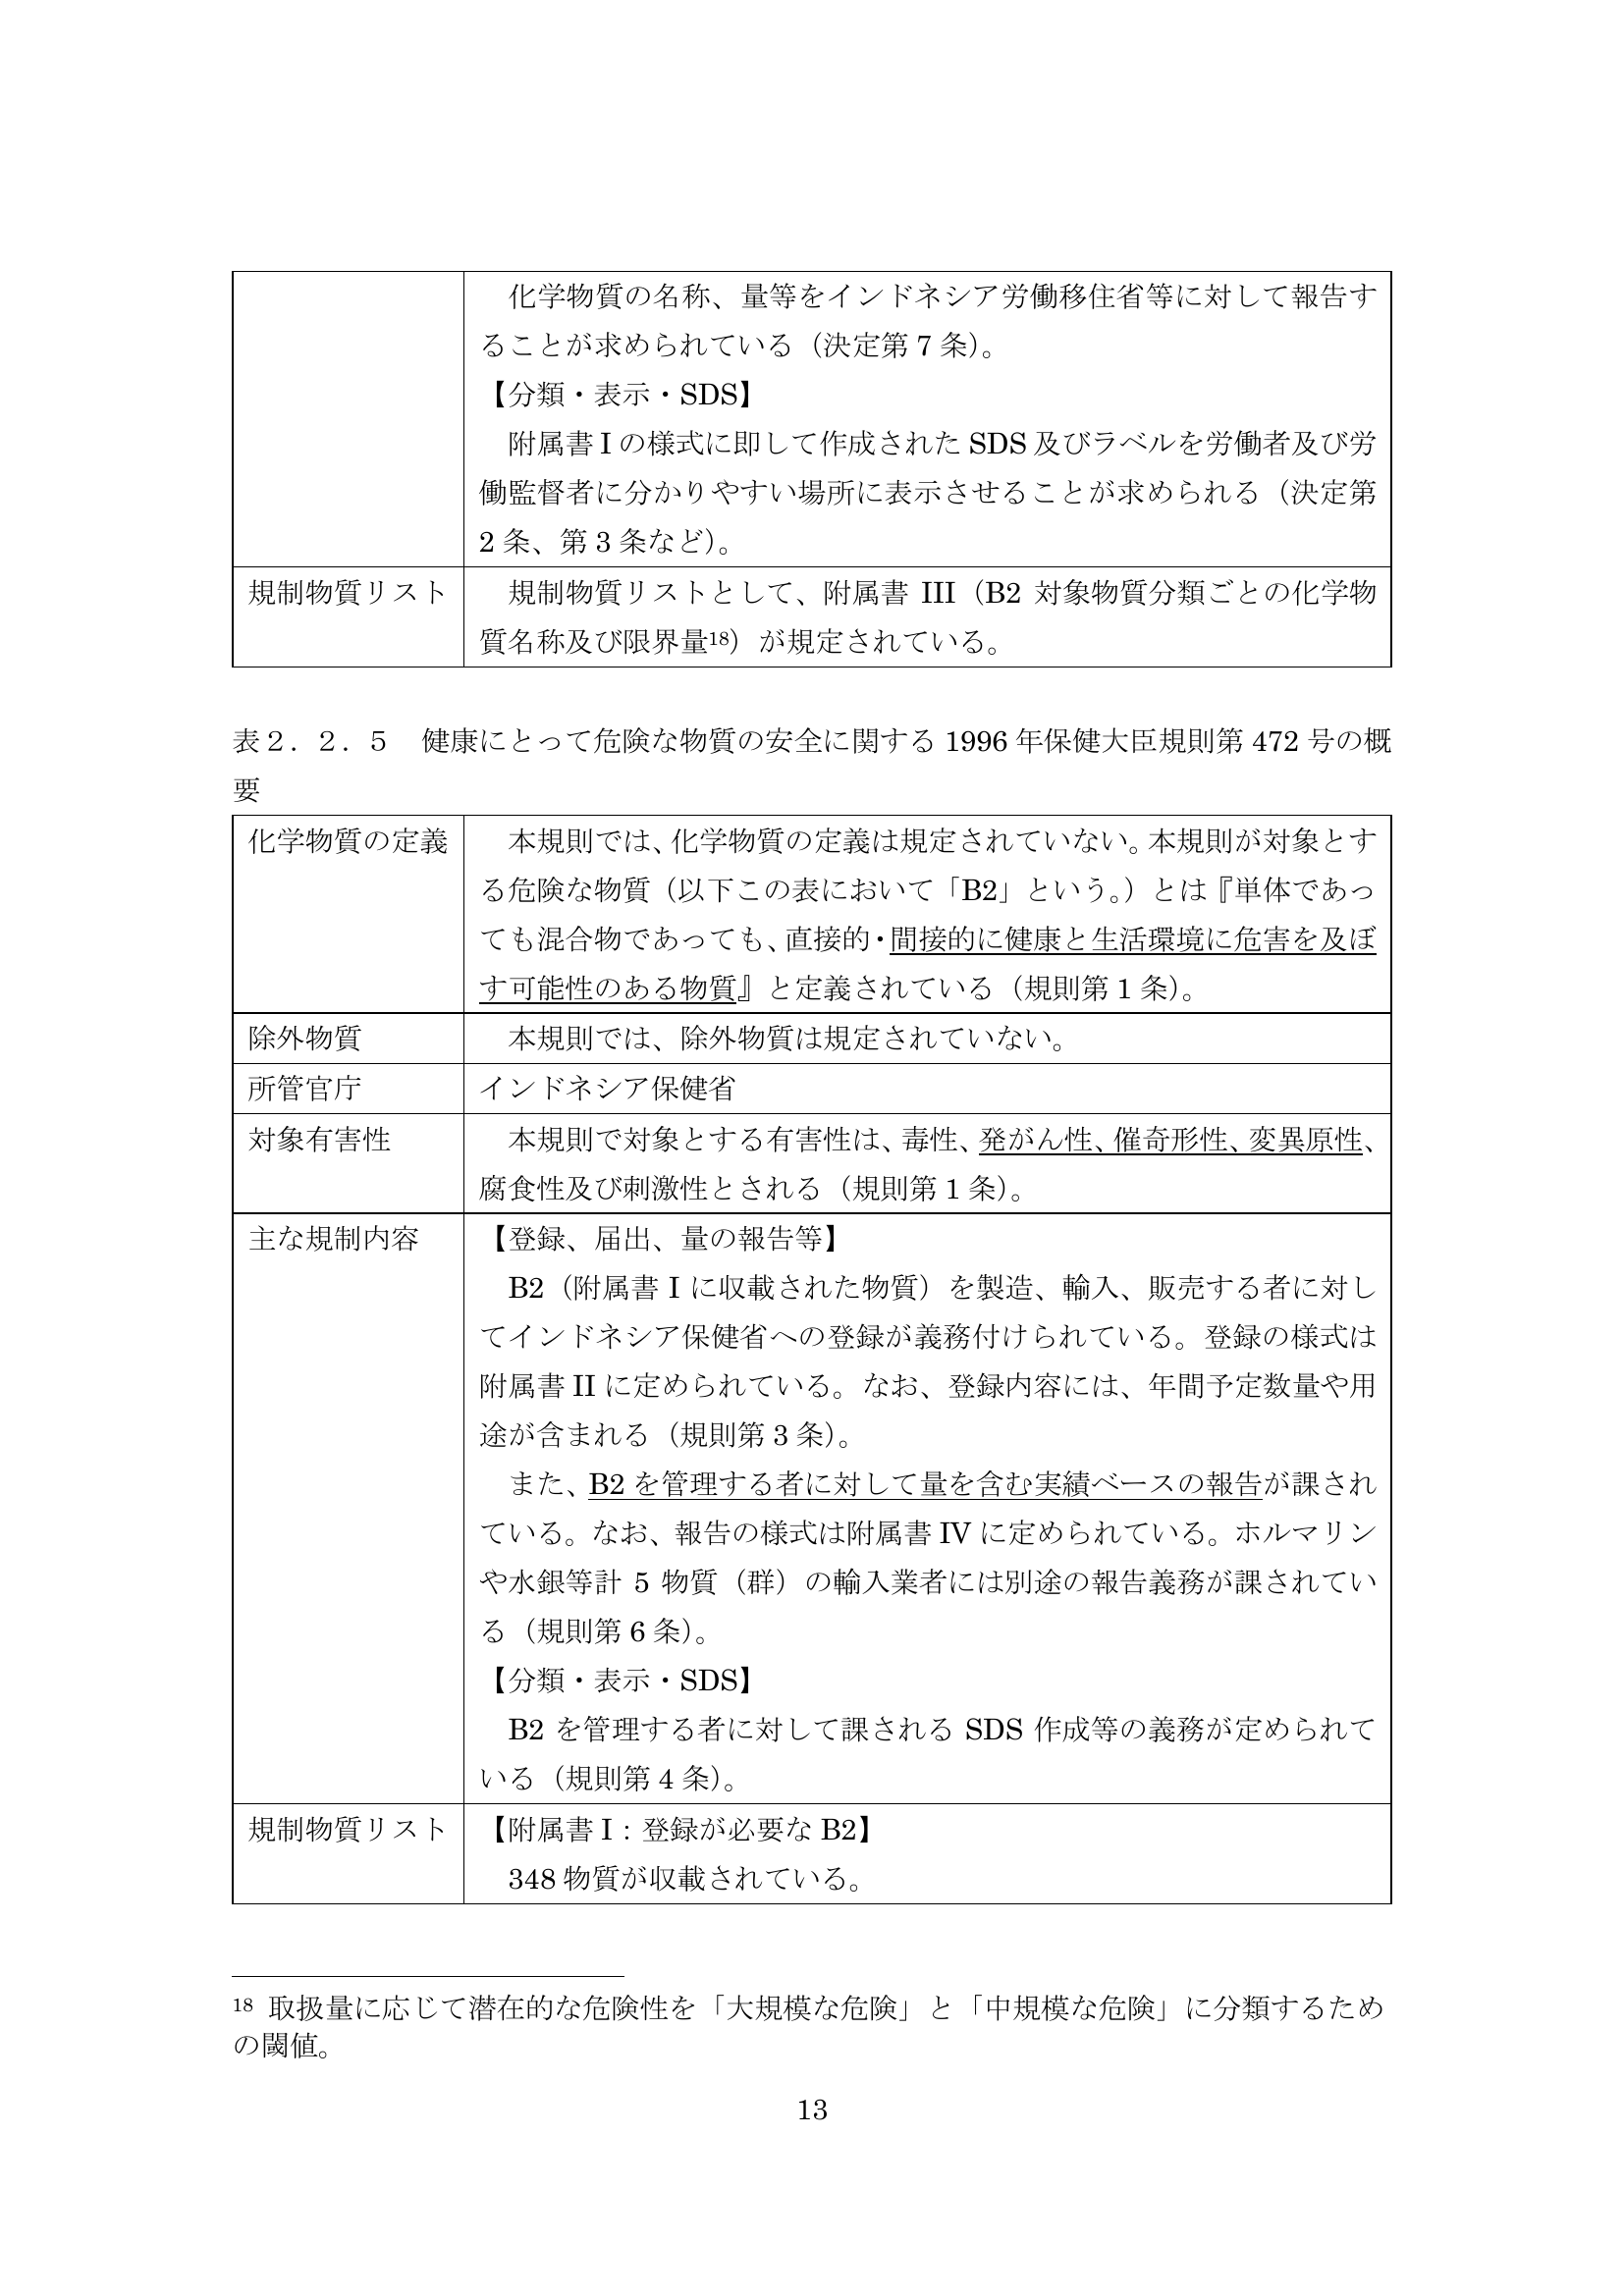 化学物質の名称、量等をインドネシア労働移住省等に対して報告す
ることが求められている（決定第 7 条）。
【分類・表示・SDS】
附属書 I の様式に即して作成された SDS 及びラベルを労働者及び労
働監督者に分かりやすい場所に表示させることが求められる（決定第
2 条、第 3 条など）。
規制物質リスト
規制物質リストとして、附属書 III（B2 対象物質分類ごとの化学物
質名称及び限界量18）が規定されている。
表２．２．５　健康にとって危険な物質の安全に関する 1996 年保健大臣規則第 472 号の概
要
化学物質の定義
本規則では、化学物質の定義は規定されていない。本規則が対象とす
る危険な物質（以下この表において「B2」という。）とは『単体であっ
ても混合物であっても、直接的・間接的に健康と生活環境に危害を及ぼ
す可能性のある物質』と定義されている（規則第 1 条）。
除外物質
本規則では、除外物質は規定されていない。
所管官庁
インドネシア保健省
対象有害性
本規則で対象とする有害性は、毒性、発がん性、催奇形性、変異原性、
腐食性及び刺激性とされる（規則第 1 条）。
主な規制内容
【登録、届出、量の報告等】
B2（附属書 I に収載された物質）を製造、輸入、販売する者に対し
てインドネシア保健省への登録が義務付けられている。登録の様式は
附属書 II に定められている。なお、登録内容には、年間予定数量や用
途が含まれる（規則第 3 条）。
また、B2 を管理する者に対して量を含む実績ベースの報告が課され
ている。なお、報告の様式は附属書 IV に定められている。ホルマリン
や水銀等計 5 物質（群）の輸入業者には別途の報告義務が課されてい
る（規則第 6 条）。
【分類・表示・SDS】
B2 を管理する者に対して課される SDS 作成等の義務が定められて
いる（規則第 4 条）。
規制物質リスト
【附属書 I：登録が必要な B2】
348 物質が収載されている。
18 取扱量に応じて潜在的な危険性を「大規模な危険」と「中規模な危険」に分類するため
の閾値。
13